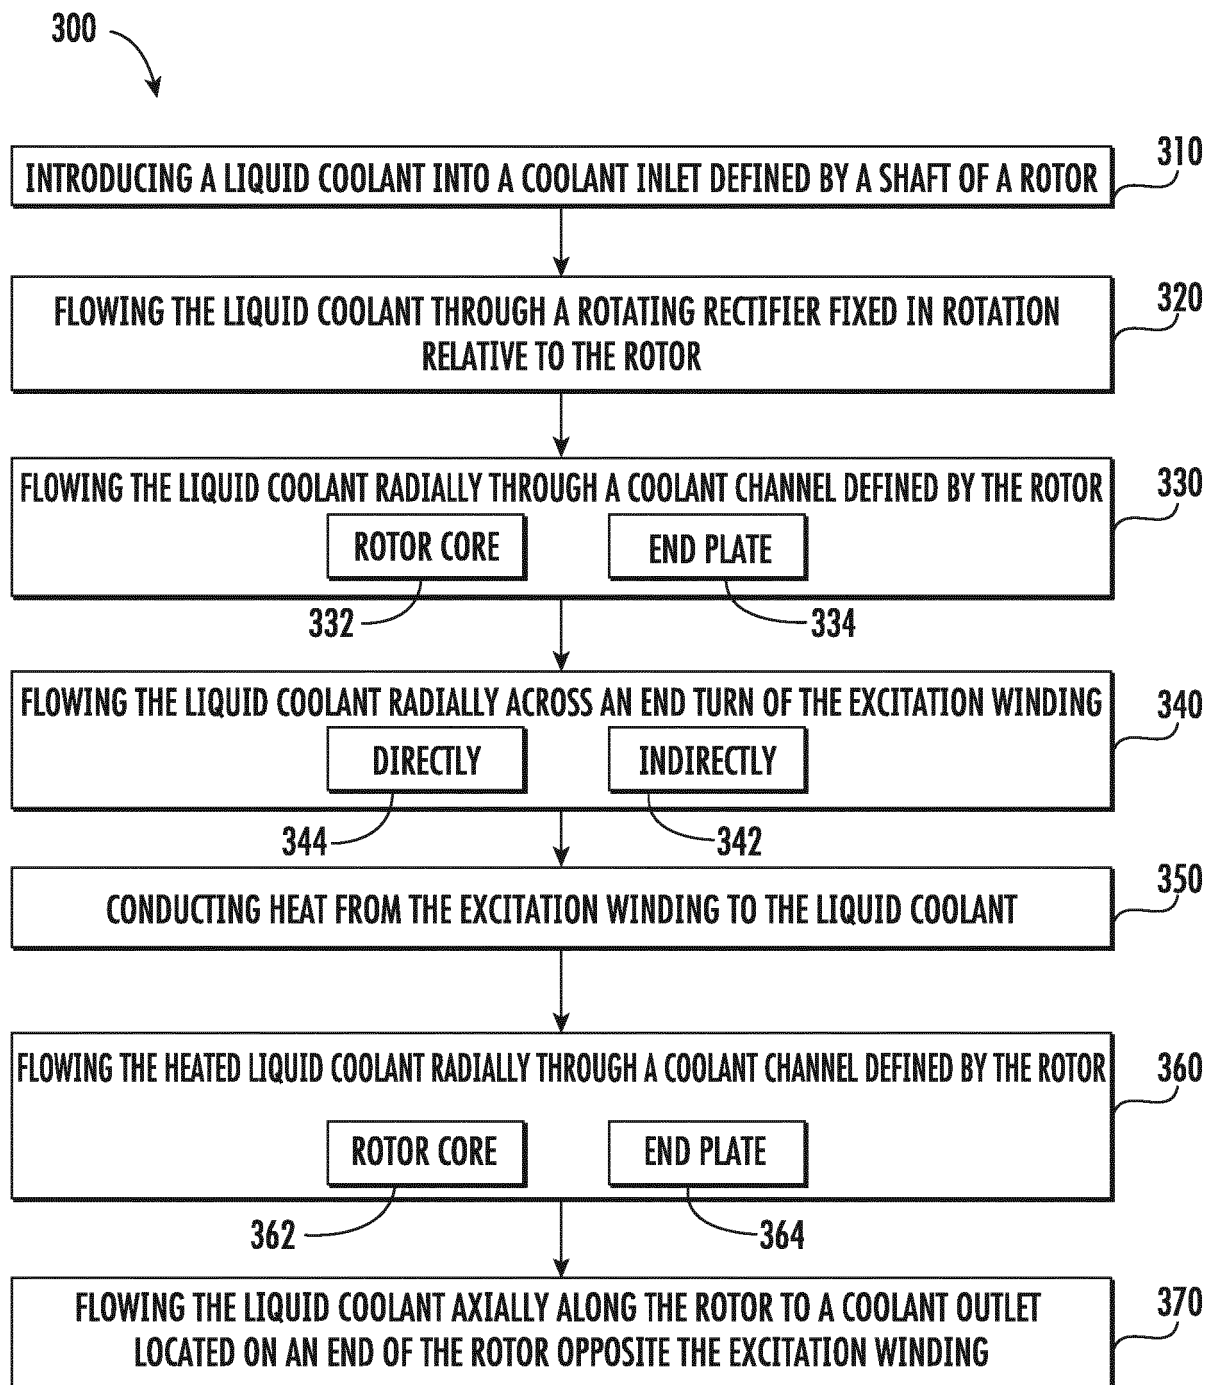 300
INTRODUCING A LIQUID COOLANT INTO A COOLANT INLET DEFINED BY A SHAFT OF A ROTOR
310
FLOWING THE LIQUID COOLANT THROUGH A ROTATING RECTIFIER FIXED IN ROTATION
RELATIVE TO THE ROTOR
320
FLOWING THE LIQUID COOLANT RADIALLY THROUGH A COOLANT CHANNEL DEFINED BY THE ROTOR
330
ROTOR CORE
END PLATE
332
334
FLOWING THE LIQUID COOLANT RADIALLY ACROSS AN END TURN OF THE EXCITATION WINDING
340
DIRECTLY
INDIRECTLY
344
342
CONDUCTING HEAT FROM THE EXCITATION WINDING TO THE LIQUID COOLANT
350
FLOWING THE HEATED LIQUID COOLANT RADIALLY THROUGH A COOLANT CHANNEL DEFINED BY THE ROTOR
360
ROTOR CORE
END PLATE
362
364
FLOWING THE LIQUID COOLANT AXIALLY ALONG THE ROTOR TO A COOLANT OUTLET
LOCATED ON AN END OF THE ROTOR OPPOSITE THE EXCITATION WINDING
370